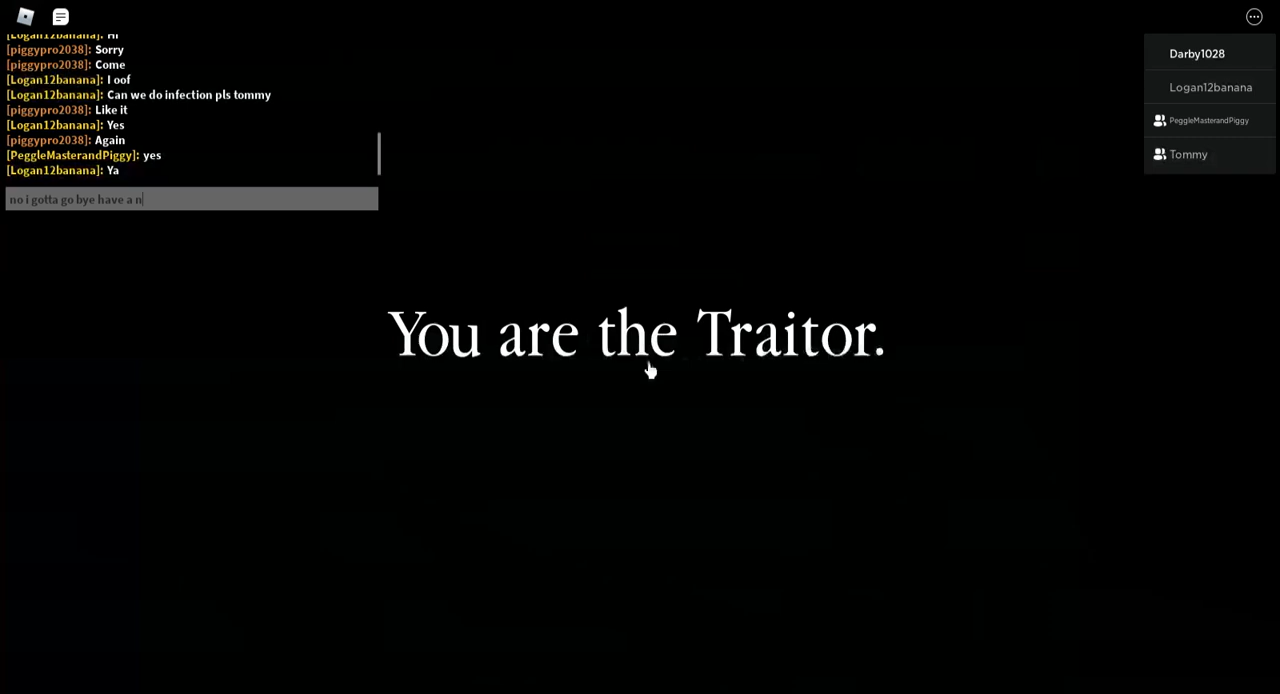 [Logan12banana]: Hi
[piggypro2038]: Sorry
[piggypro2038]: Come
[Logan12banana]: I oof
[Logan12banana]: Can we do infection pls tommy
[piggypro2038]: Like it
[Logan12banana]: Yes
[piggypro2038]: Again
[PeggleMasterandPiggy]: yes
[Logan12banana]: Ya
no i gotta go bye have a n
Darby1028
Logan12banana
PeggleMasterandPiggy
Tommy
You are the Traitor.